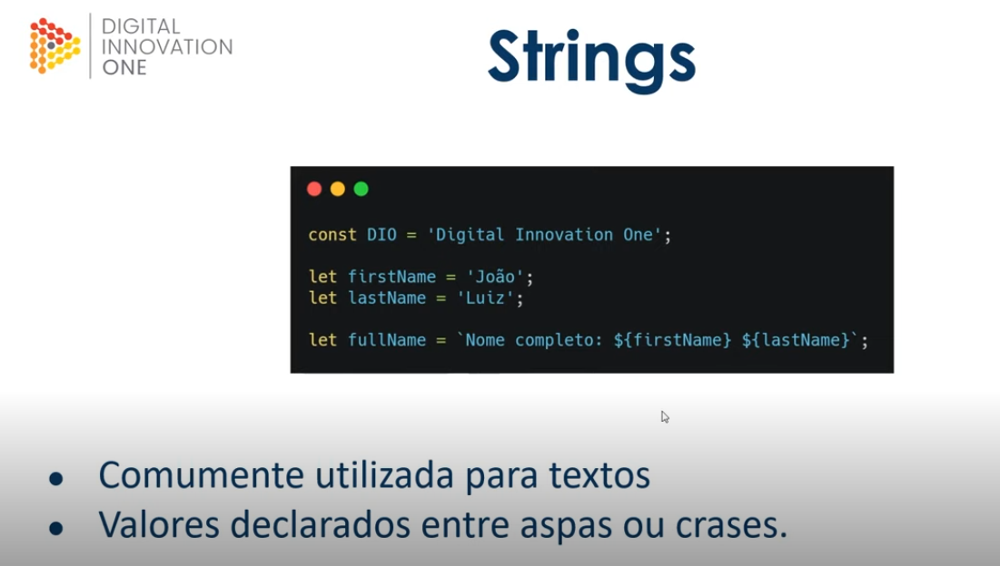 DIGITAL
INNOVATION
ONE
Strings
const DIO = 'Digital Innovation One';
let firstName = 'João';
let lastName = 'Luiz';
let fullName = `Nome completo: ${firstName} ${lastName}`;
● Comumente utilizada para textos
● Valores declarados entre aspas ou crases.